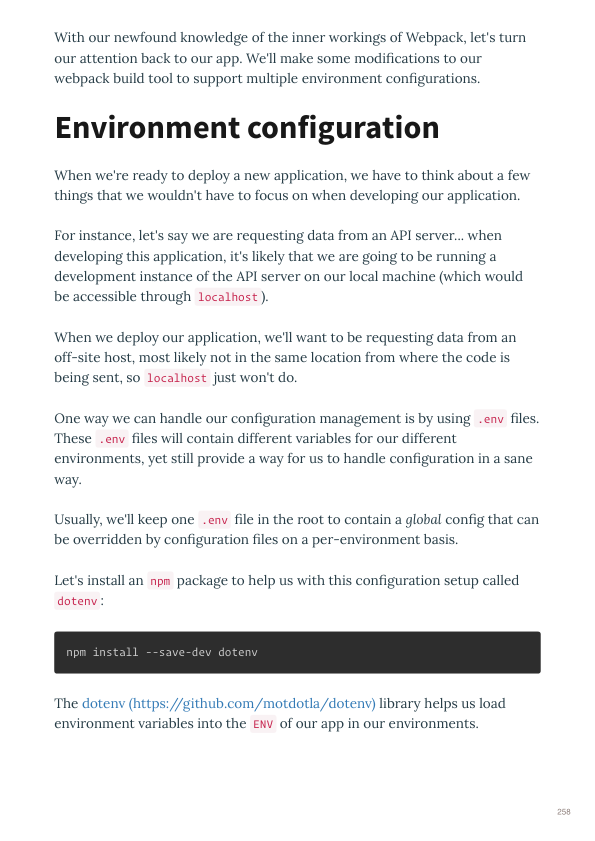 With our newfound knowledge of the inner workings of Webpack, let's turn
our attention back to our app. We'll make some modifications to our
webpack build tool to support multiple environment configurations.
Environment configuration
When we're ready to deploy a new application, we have to think about a few
things that we wouldn't have to focus on when developing our application.
For instance, let's say we are requesting data from an API server... when
developing this application, it's likely that we are going to be running a
development instance of the API server on our local machine (which would
be accessible through localhost).
When we deploy our application, we'll want to be requesting data from an
off-site host, most likely not in the same location from where the code is
being sent, so localhost just won't do.
One way we can handle our configuration management is by using .env files.
These .env files will contain different variables for our different
environments, yet still provide a way for us to handle configuration in a sane
way.
Usually, we'll keep one .env file in the root to contain a global config that can
be overridden by configuration files on a per-environment basis.
Let's install an npm package to help us with this configuration setup called
dotenv:
npm install --save-dev dotenv
The dotenv (https://github.com/motdotla/dotenv) library helps us load
environment variables into the ENV of our app in our environments.
258